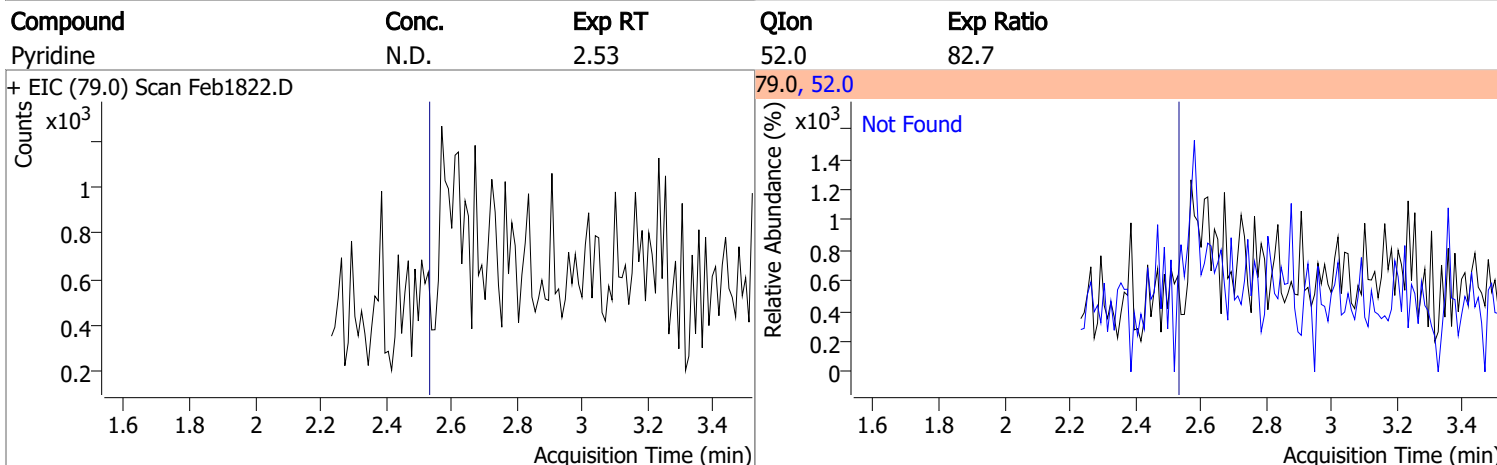 Compound Conc. Exp RT QIon Exp Ratio
Pyridine N.D. 2.53 52.0 82.7
+ EIC (79.0) Scan Feb1822.D
Counts
x10³
1
0.8
0.6
0.4
0.2
1.6 1.8 2 2.2 2.4 2.6 2.8 3 3.2 3.4
Acquisition Time (min)
79.0, 52.0
Relative Abundance (%)
x10³
Not Found
1.4
1.2
1
0.8
0.6
0.4
0.2
0
1.6 1.8 2 2.2 2.4 2.6 2.8 3 3.2 3.4
Acquisition Time (min)